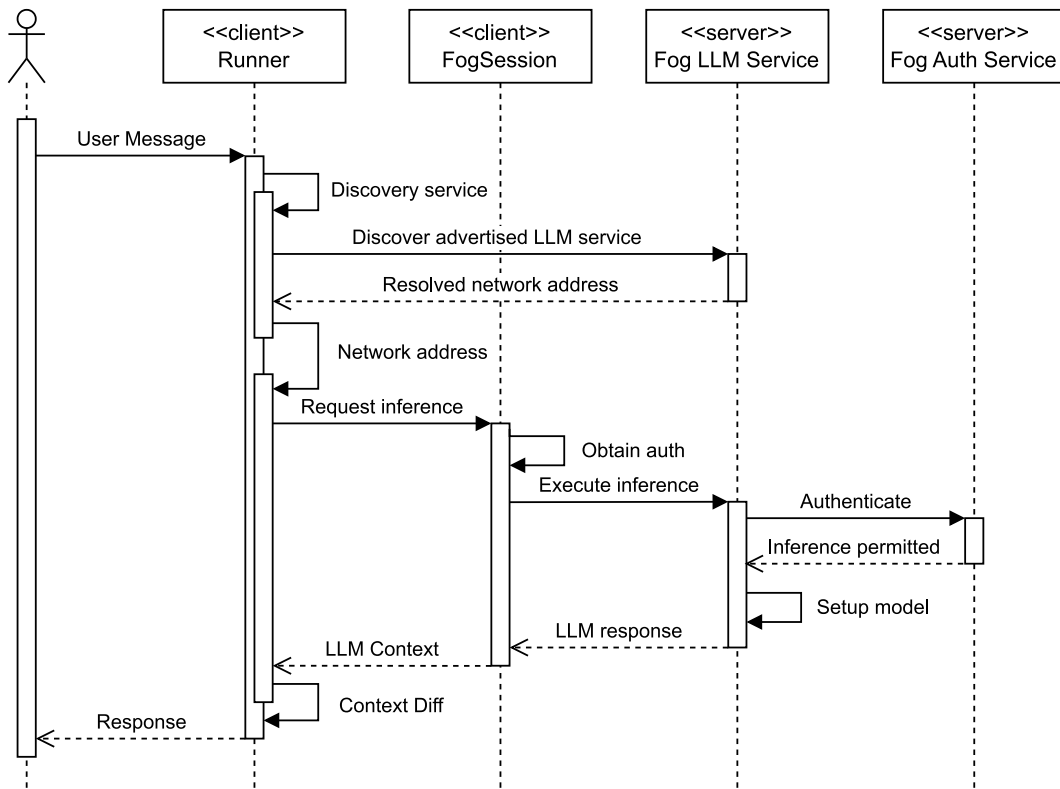 <<client>>
Runner
<<client>>
FogSession
<<server>>
Fog LLM Service
<<server>>
Fog Auth Service
User Message
Discovery service
Discover advertised LLM service
Resolved network address
Network address
Request inference
Obtain auth
Execute inference
Authenticate
Inference permitted
Setup model
LLM response
LLM Context
Context Diff
Response